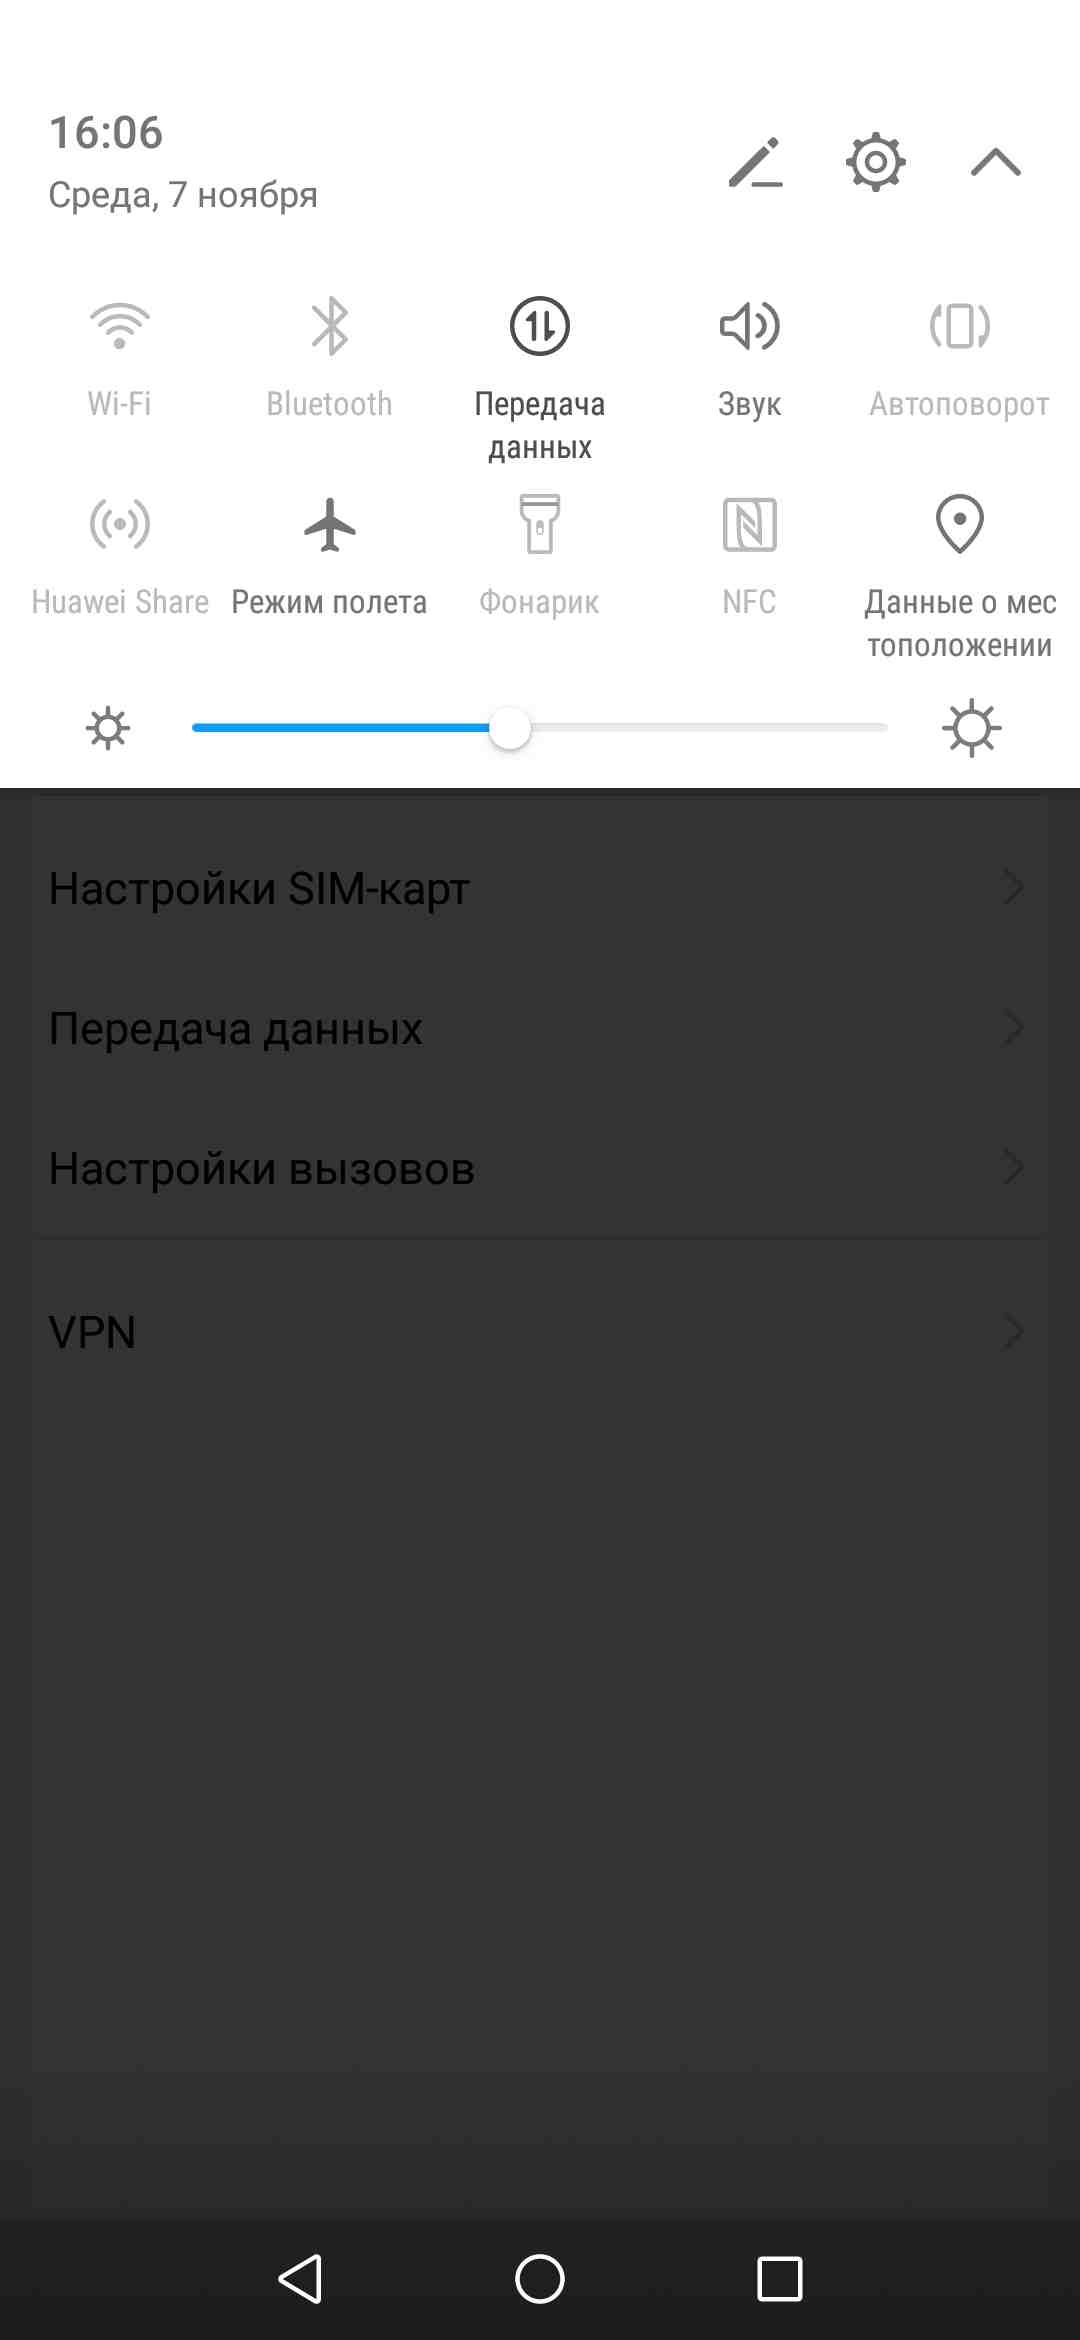 16:06
Среда, 7 ноября
Wi-Fi
Bluetooth
Передача
данных
Звук
Автоповорот
Huawei Share
Режим полета
Фонарик
NFC
Данные о мес
тоположении
Настройки SIM-карт
Передача данных
Настройки вызовов
VPN